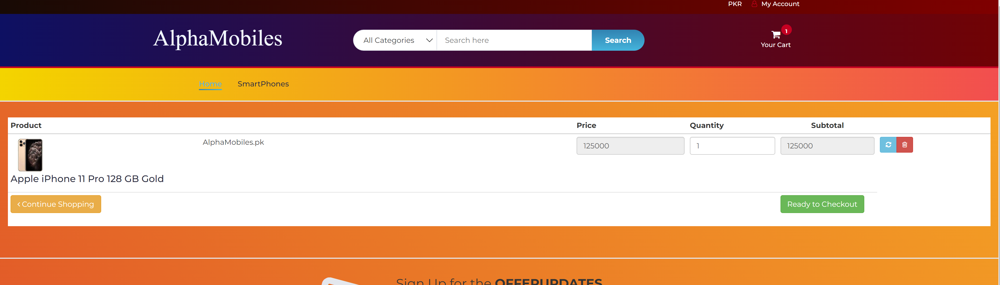 PKR My Account
AlphaMobiles
All Categories Search here Search
1
Your Cart
Home SmartPhones
Product Price Quantity Subtotal
AlphaMobiles.pk 125000 1 125000
Apple iPhone 11 Pro 128 GB Gold
Continue Shopping Ready to Checkout
Sign Up for the OFFERUPDATES